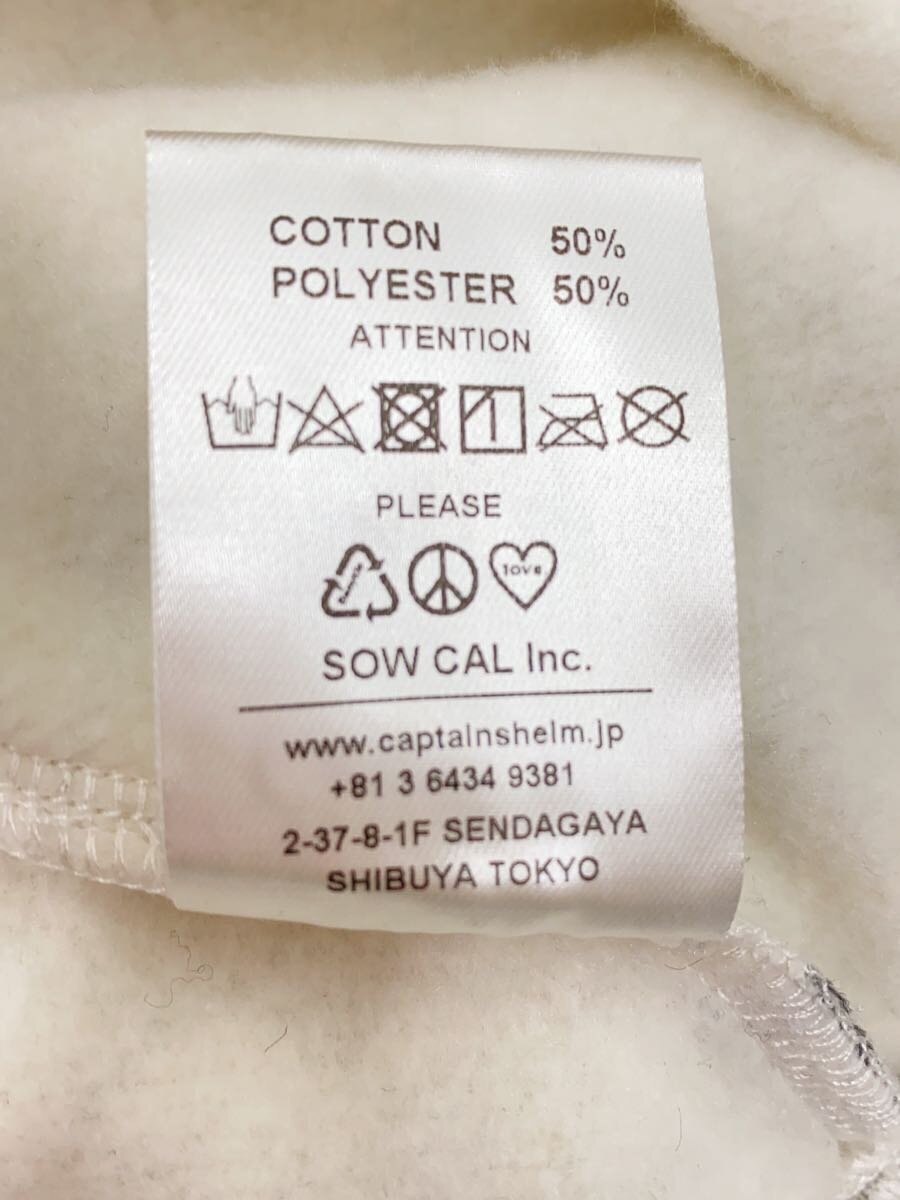 COTTON 50%
POLYESTER 50%
ATTENTION
PLEASE
love
SOW CAL Inc.
www.captainshelm.jp
+81 3 6434 9381
2-37-8-1F SENDAGAYA
SHIBUYA TOKYO